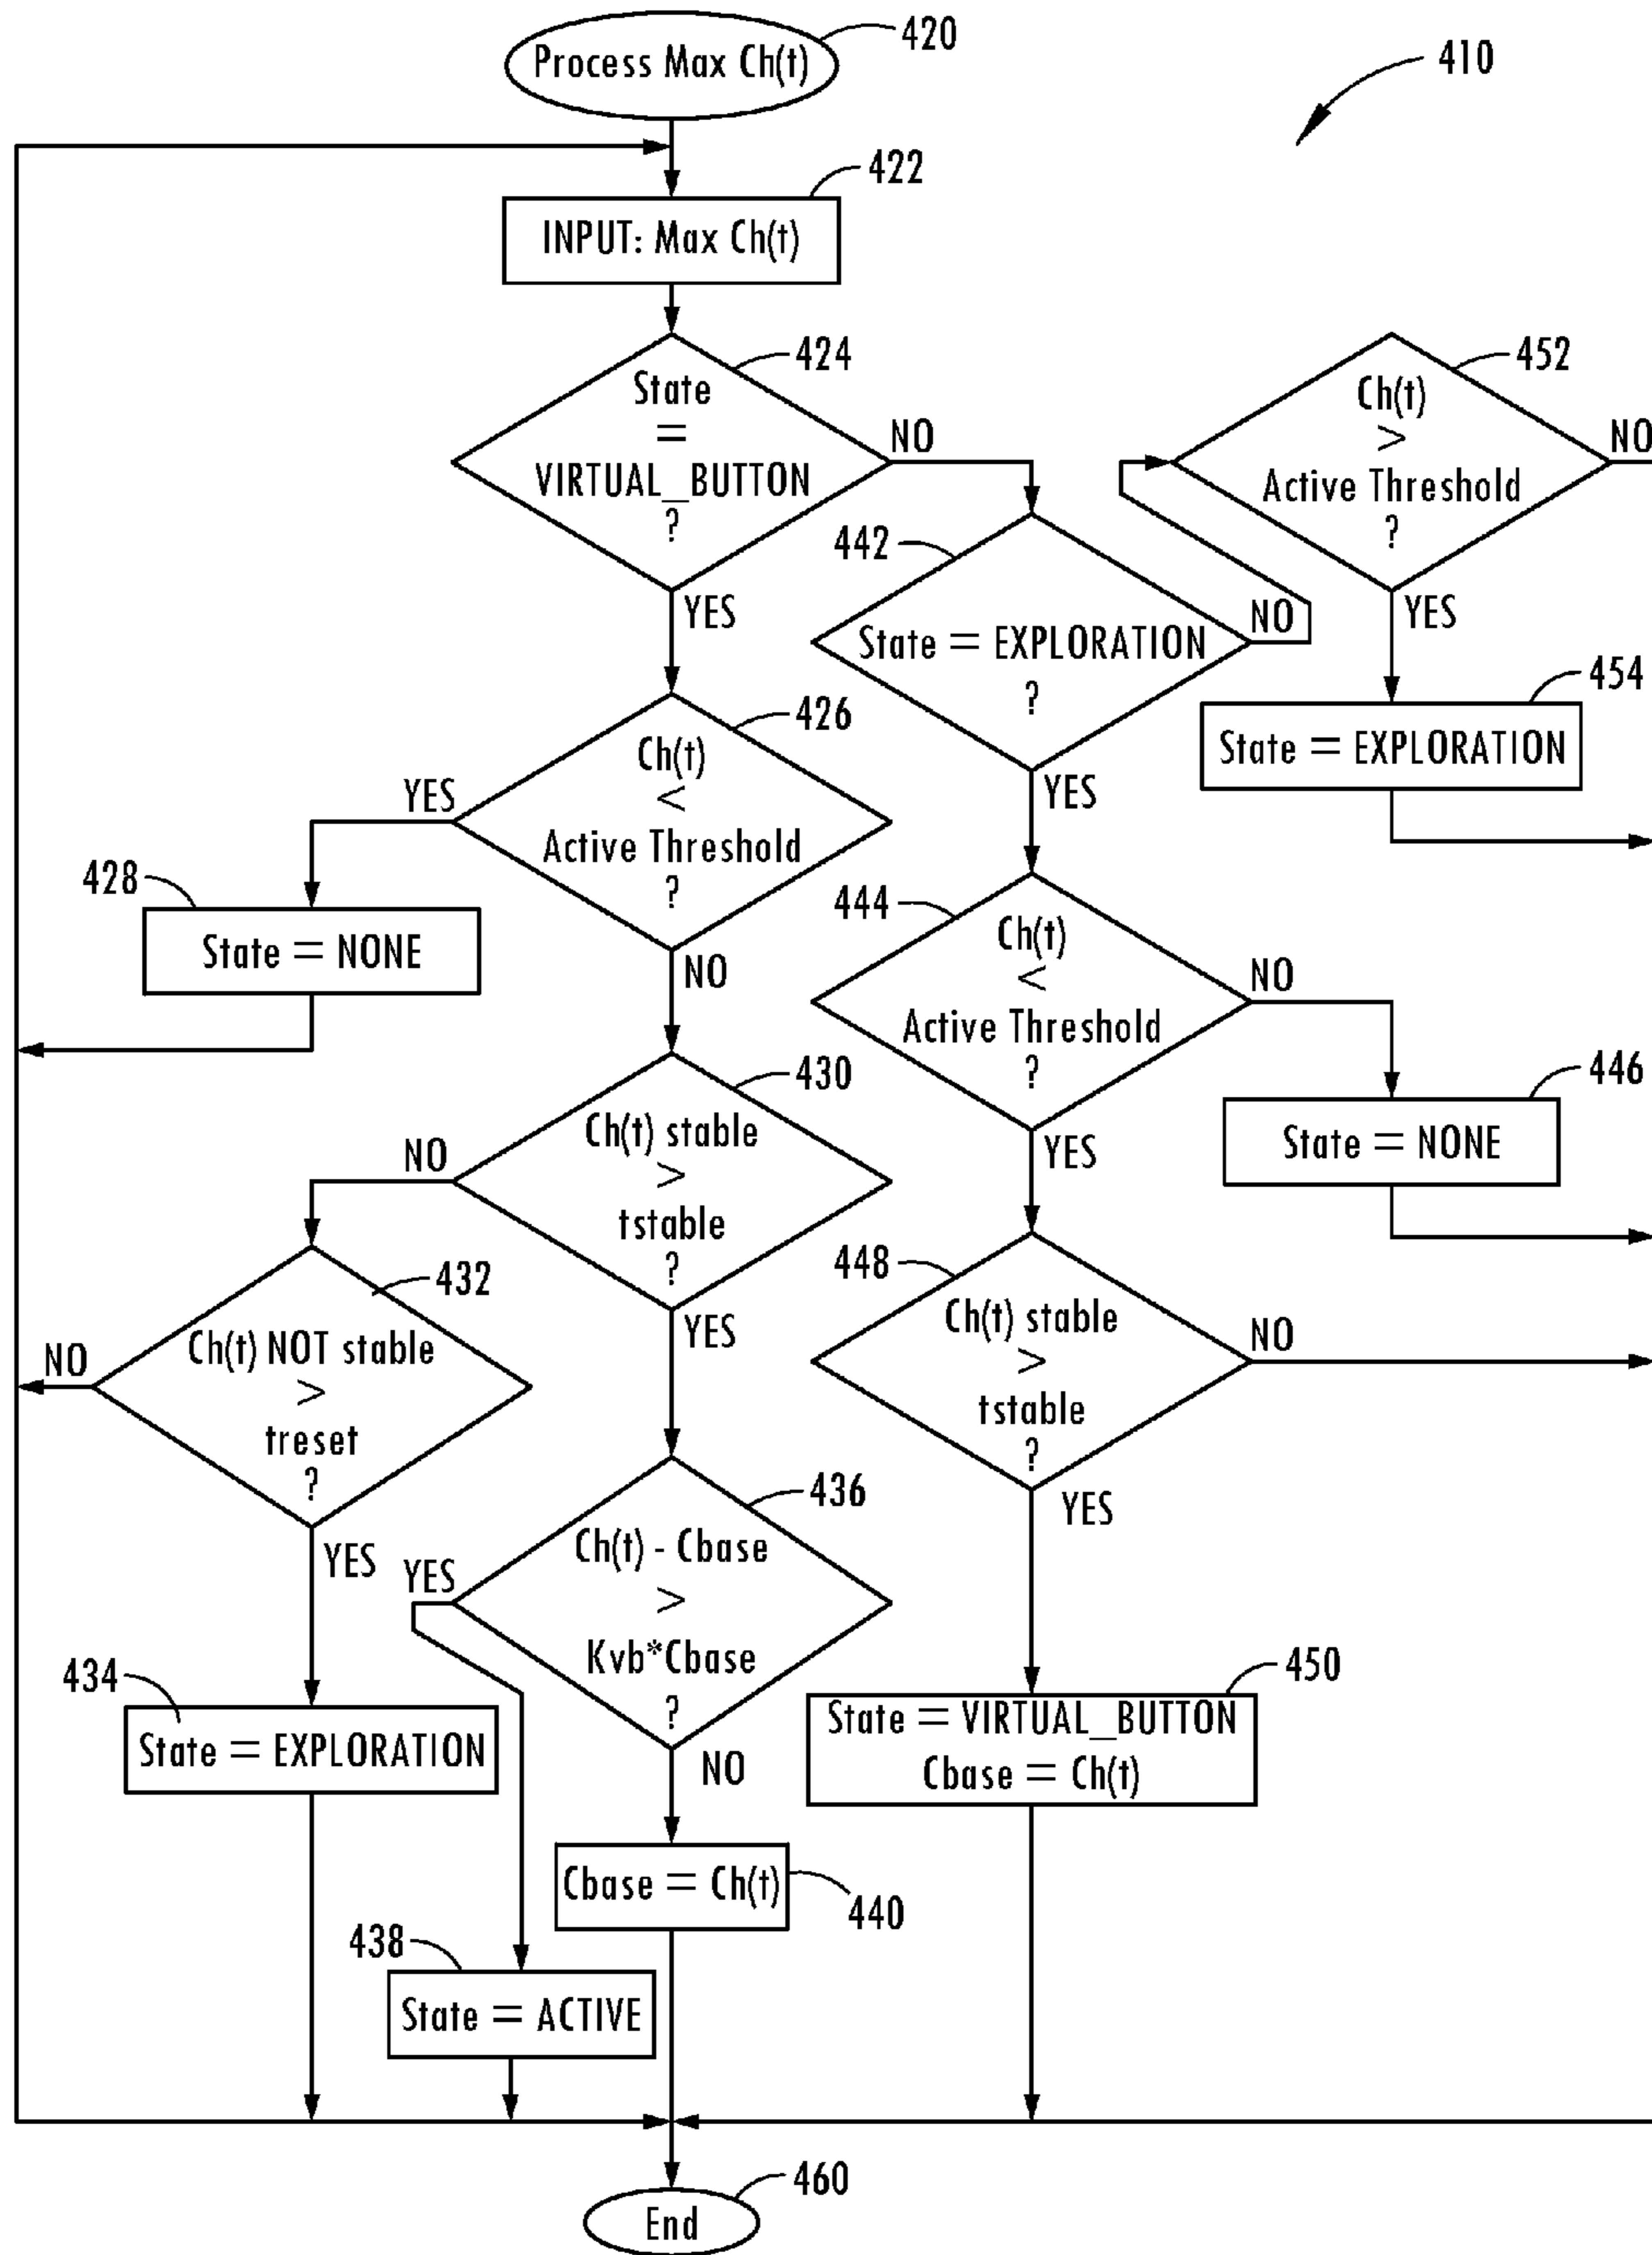 Process Max Ch(t)
420
410
422
INPUT: Max Ch(t)
424
State
=
VIRTUAL_BUTTON
?
NO
YES
452
Ch(t)
>
Active Threshold
?
NO
YES
442
State = EXPLORATION
?
NO
YES
454
State = EXPLORATION
426
Ch(t)
<
Active Threshold
?
YES
NO
428
State = NONE
444
Ch(t)
<
Active Threshold
?
NO
YES
446
State = NONE
430
Ch(t) stable
>
tstable
?
NO
YES
432
Ch(t) NOT stable
>
treset
?
NO
YES
448
Ch(t) stable
>
tstable
?
NO
YES
436
Ch(t) - Cbase
>
Kvb*Cbase
?
YES
NO
434
State = EXPLORATION
450
State = VIRTUAL_BUTTON
Cbase = Ch(t)
Cbase = Ch(t)
440
438
State = ACTIVE
460
End